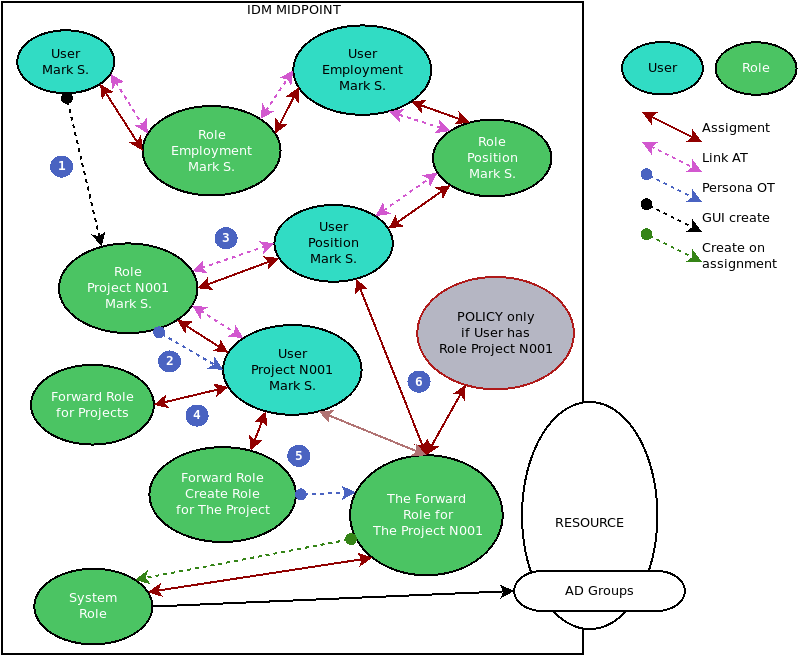 IDM MIDPOINT
User
Mark S.
User
Employment
Mark S.
Role
Employment
Mark S.
Role
Position
Mark S.
1
3
User
Position
Mark S.
Role
Project N001
Mark S.
POLICY only
if User has
Role Project N001
2
User
Project N001
Mark S.
6
Forward Role
for Projects
4
5
Forward Role
Create Role
for The Project
The Forward
Role for
The Project N001
System
Role
RESOURCE
AD Groups
User
Role
Assigment
Link AT
Persona OT
GUI create
Create on
assignment